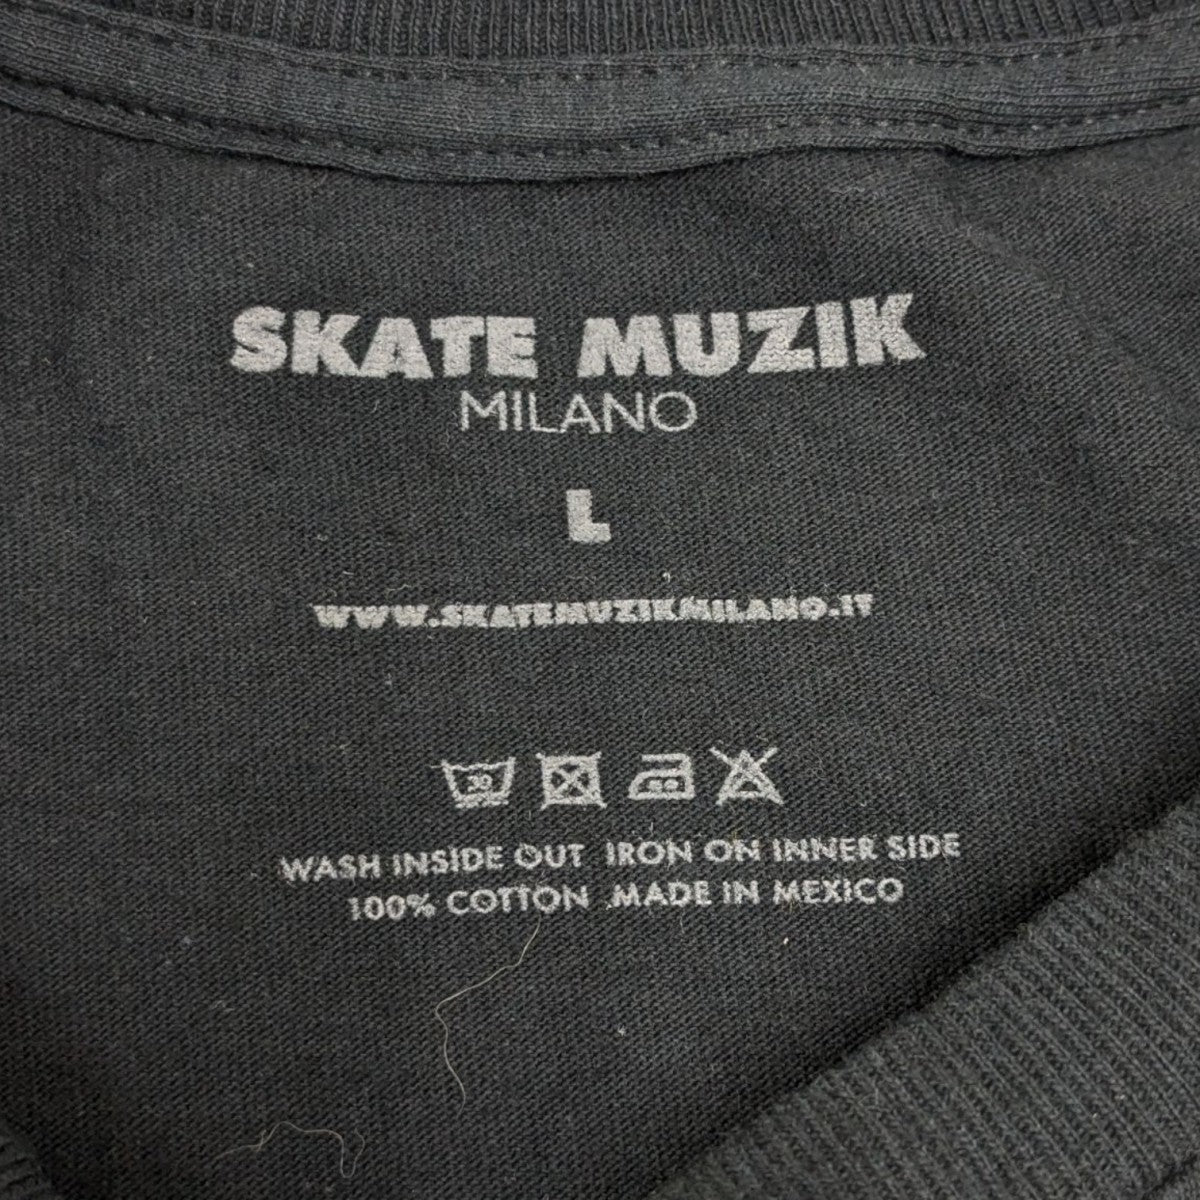 SKATE MUZIK
MILANO
L
WWW.SKATEMUZIKMILANO.IT
30
WASH INSIDE OUT IRON ON INNER SIDE
100% COTTON MADE IN MEXICO